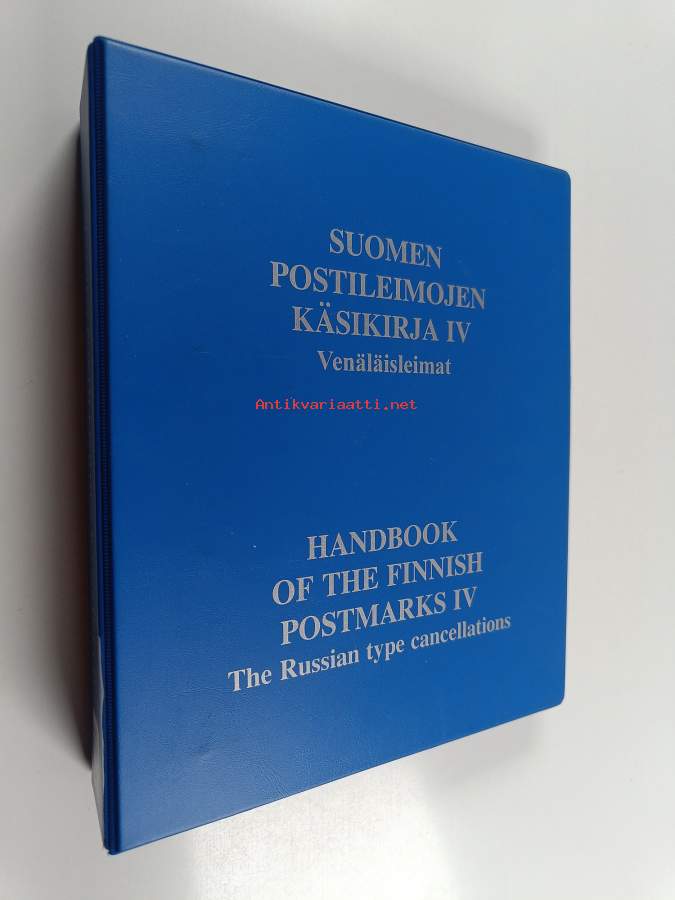 SUOMEN
POSTILEIMOJEN
KÄSIKIRJA IV
Venäläisleimat
Antikvariaatti.net
HANDBOOK
OF THE FINNISH
POSTMARKS IV
The Russian type cancellations